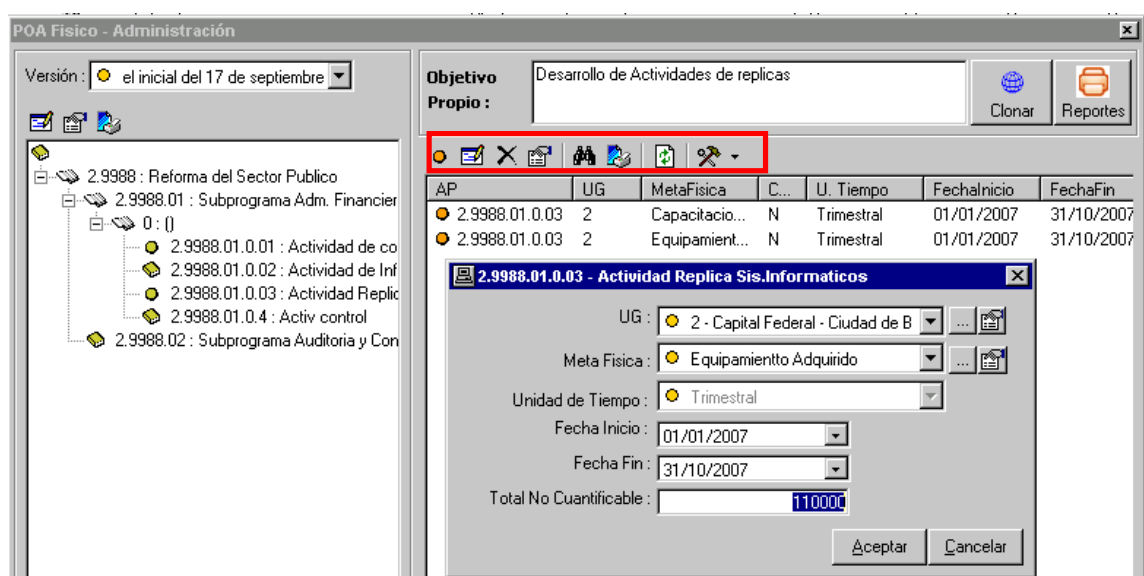 POA Fisico - Administración
Versión : el inicial del 17 de septiembre
2.9988 : Reforma del Sector Publico
2.9988.01 : Subprograma Adm. Financier
0 : ()
2.9988.01.0.01 : Actividad de co
2.9988.01.0.02 : Actividad de Inf
2.9988.01.0.03 : Actividad Replic
2.9988.01.0.4 : Activ control
2.9988.02 : Subprograma Auditoria y Con
Objetivo
Propio :
Desarrollo de Actividades de replicas
Clonar
Reportes
AP UG MetaFisica C... U. Tiempo FechaInicio FechaFin
2.9988.01.0.03 2 Capacitacio... N Trimestral 01/01/2007 31/10/2007
2.9988.01.0.03 2 Equipamient... N Trimestral 01/01/2007 31/10/2007
2.9988.01.0.03 - Actividad Replica Sis.Informaticos
UG : 2 - Capital Federal - Ciudad de B ...
Meta Fisica : Equipamientto Adquirido ...
Unidad de Tiempo : Trimestral
Fecha Inicio : 01/01/2007
Fecha Fin : 31/10/2007
Total No Cuantificable : 110000
Aceptar Cancelar